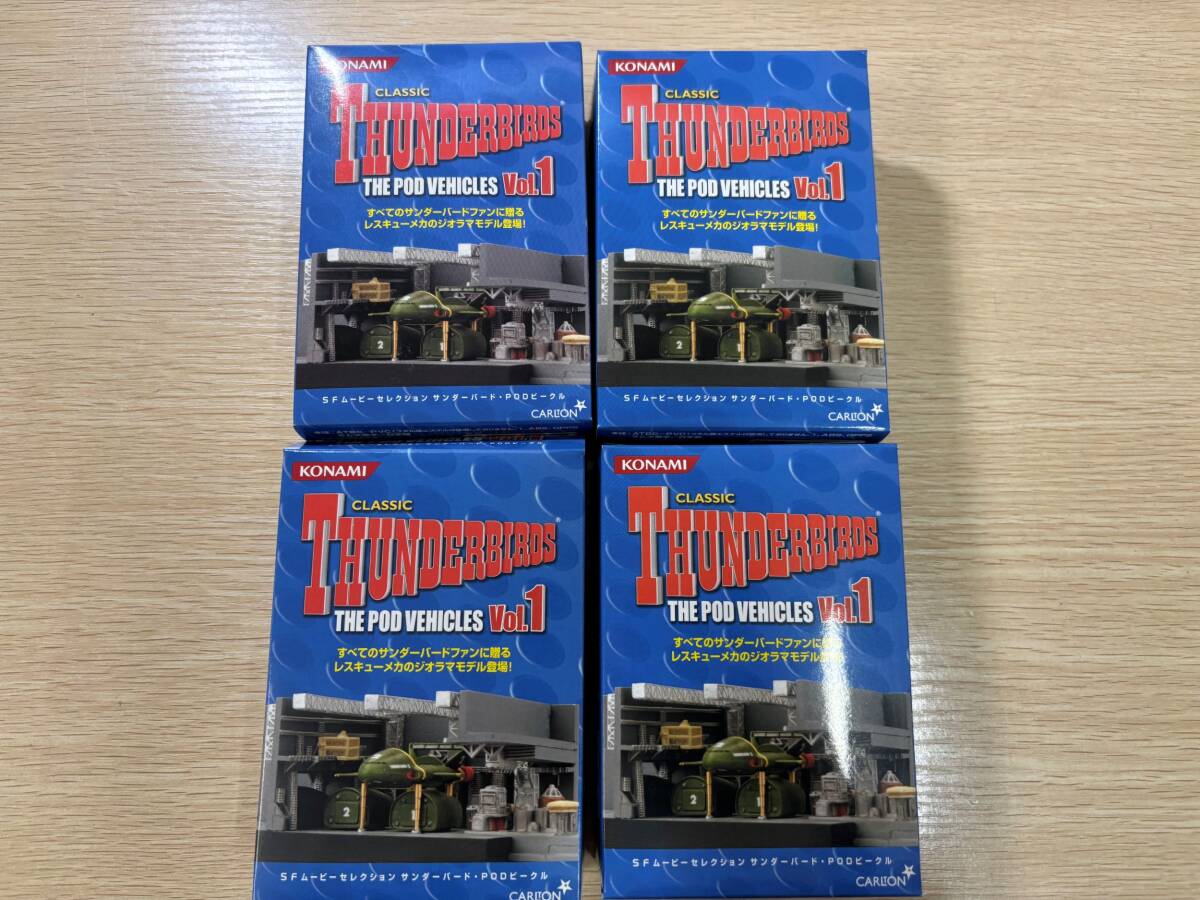 KONAMI
CLASSIC
THUNDERBIRDS
THE POD VEHICLES Vol.1
すべてのサンダーバードファンに贈る
レスキューメカのジオラマモデル登場!
2
1
SFムービーセレクション サンダーバード・PODビークル
CARLTON
KONAMI
CLASSIC
THUNDERBIRDS
THE POD VEHICLES Vol.1
すべてのサンダーバードファンに贈る
レスキューメカのジオラマモデル登場!
2
1
SFムービーセレクション サンダーバード・PODビークル
CARLTON
KONAMI
CLASSIC
THUNDERBIRDS
THE POD VEHICLES Vol.1
すべてのサンダーバードファンに贈る
レスキューメカのジオラマモデル登場!
2
1
SFムービーセレクション サンダーバード・PODビークル
CARLTON
KONAMI
CLASSIC
THUNDERBIRDS
THE POD VEHICLES Vol.1
すべてのサンダーバードファンに贈る
レスキューメカのジオラマモデル登場!
2
1
SFムービーセレクション サンダーバード・PODビークル
CARLTON